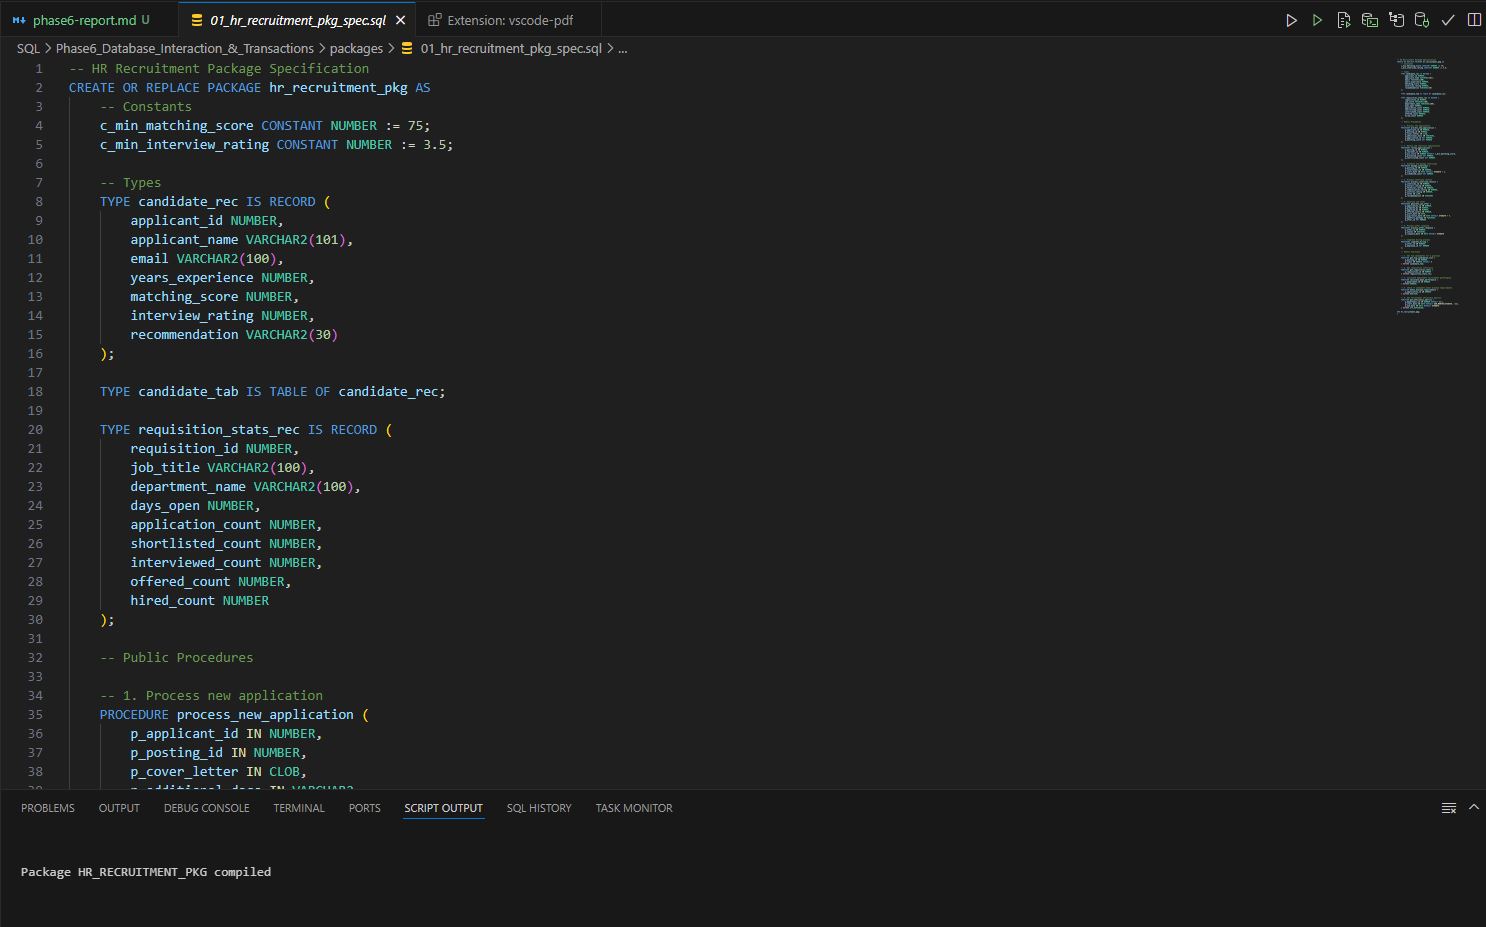 phase6-report.md U
01_hr_recruitment_pkg_spec.sql
Extension: vscode-pdf
SQL > Phase6_Database_Interaction_&_Transactions > packages > 01_hr_recruitment_pkg_spec.sql > ...
1 -- HR Recruitment Package Specification
2 CREATE OR REPLACE PACKAGE hr_recruitment_pkg AS
3 -- Constants
4 c_min_matching_score CONSTANT NUMBER := 75;
5 c_min_interview_rating CONSTANT NUMBER := 3.5;
6
7 -- Types
8 TYPE candidate_rec IS RECORD (
9 applicant_id NUMBER,
10 applicant_name VARCHAR2(101),
11 email VARCHAR2(100),
12 years_experience NUMBER,
13 matching_score NUMBER,
14 interview_rating NUMBER,
15 recommendation VARCHAR2(30)
16 );
17
18 TYPE candidate_tab IS TABLE OF candidate_rec;
19
20 TYPE requisition_stats_rec IS RECORD (
21 requisition_id NUMBER,
22 job_title VARCHAR2(100),
23 department_name VARCHAR2(100),
24 days_open NUMBER,
25 application_count NUMBER,
26 shortlisted_count NUMBER,
27 interviewed_count NUMBER,
28 offered_count NUMBER,
29 hired_count NUMBER
30 );
31
32 -- Public Procedures
33
34 -- 1. Process new application
35 PROCEDURE process_new_application (
36 p_applicant_id IN NUMBER,
37 p_posting_id IN NUMBER,
38 p_cover_letter IN CLOB,
39 p_additional_docs IN VARCHAR2
PROBLEMS OUTPUT DEBUG CONSOLE TERMINAL PORTS SCRIPT OUTPUT SQL HISTORY TASK MONITOR
Package HR_RECRUITMENT_PKG compiled